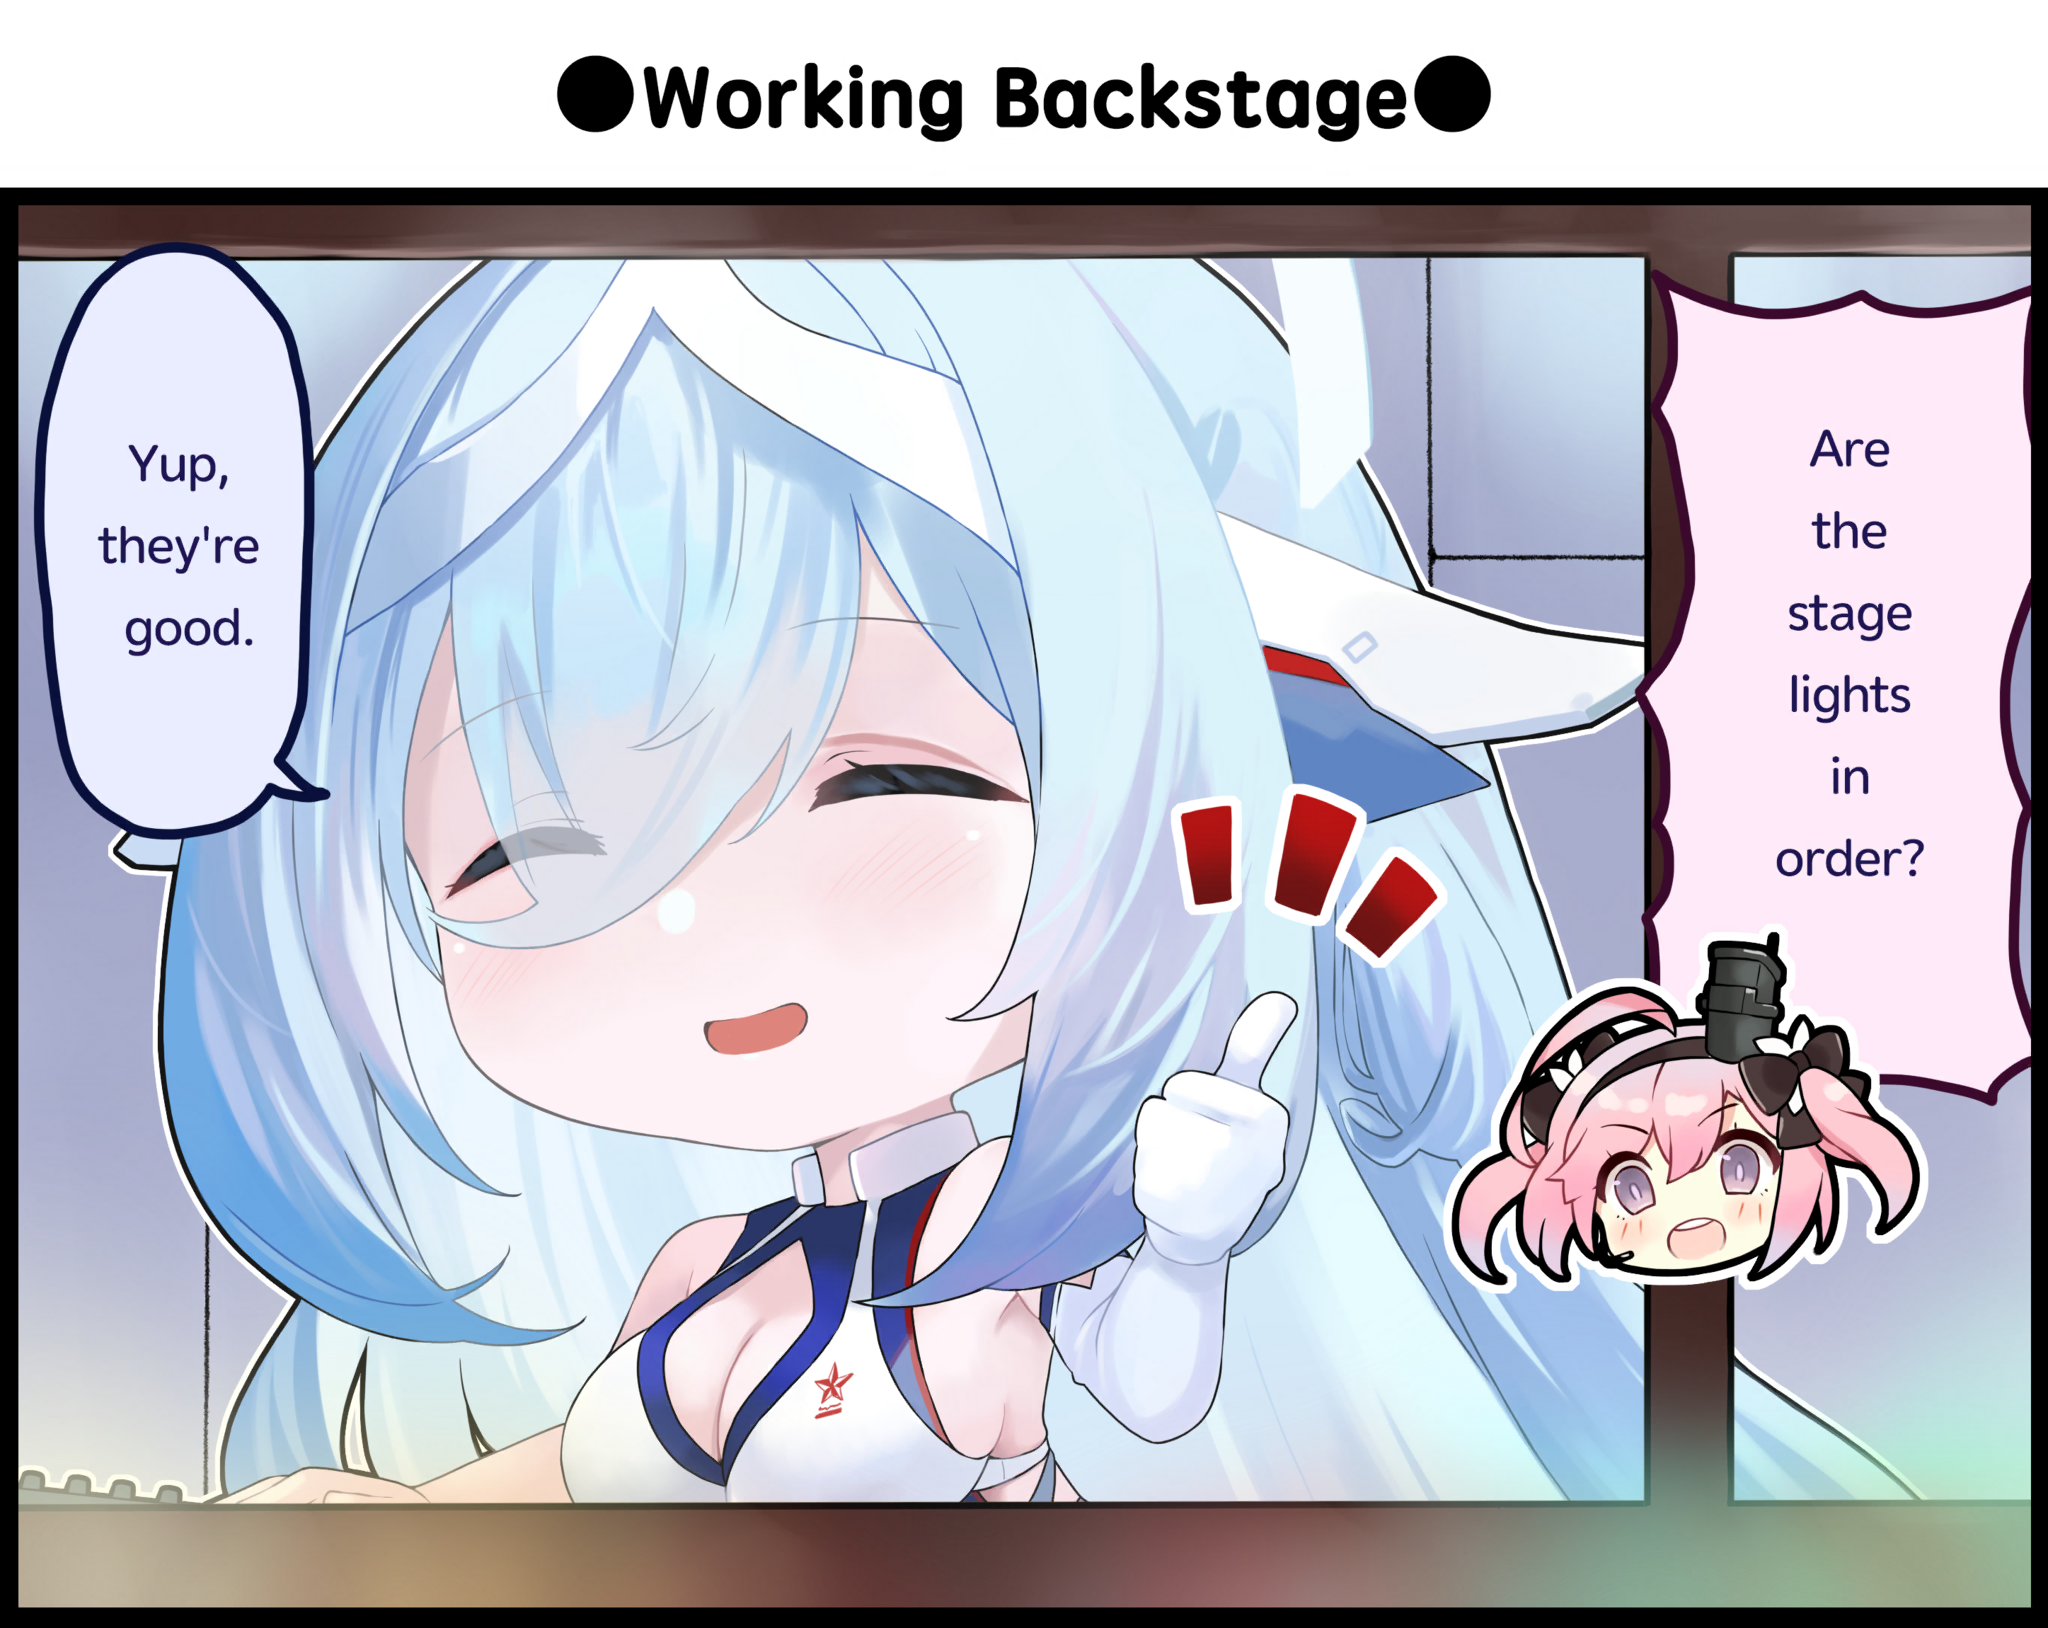 ●Working Backstage●
Are
the
stage
lights
in
order?
Yup,
they're
good.